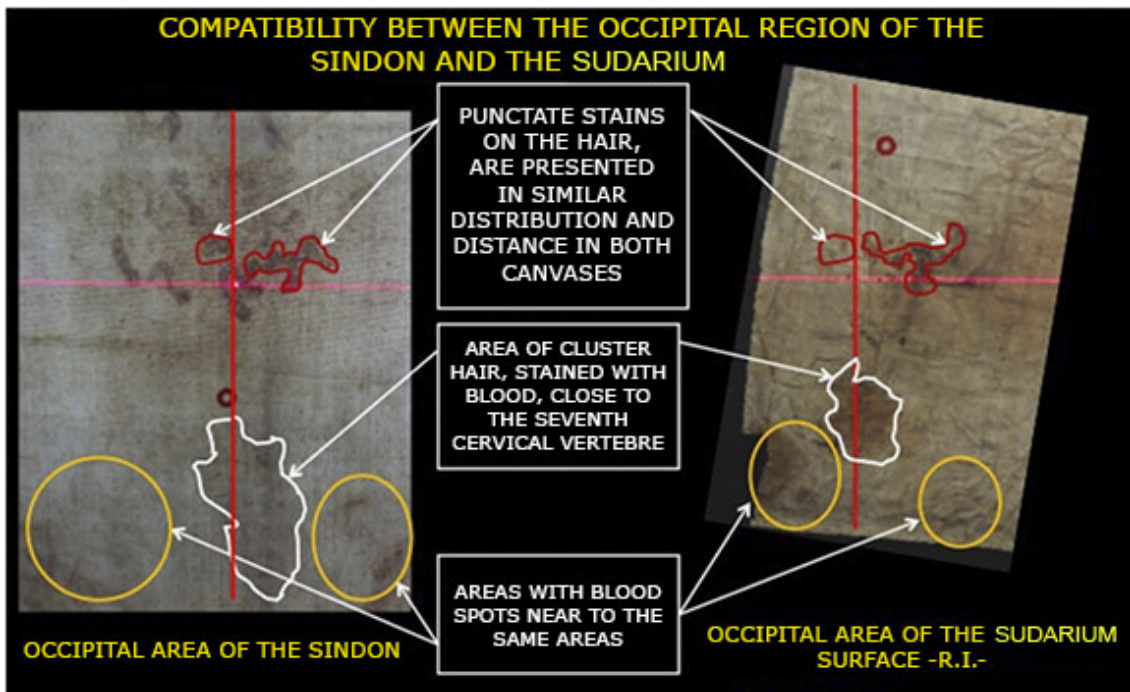 COMPATIBILITY BETWEEN THE OCCIPITAL REGION OF THE
SINDON AND THE SUDARIUM
PUNCTATE STAINS
ON THE HAIR,
ARE PRESENTED
IN SIMILAR
DISTRIBUTION AND
DISTANCE IN BOTH
CANVASES
AREA OF CLUSTER
HAIR, STAINED WITH
BLOOD, CLOSE TO
THE SEVENTH
CERVICAL VERTEBRE
AREAS WITH BLOOD
SPOTS NEAR TO THE
SAME AREAS
OCCIPITAL AREA OF THE SINDON
OCCIPITAL AREA OF THE SUDARIUM
SURFACE -R.I.-